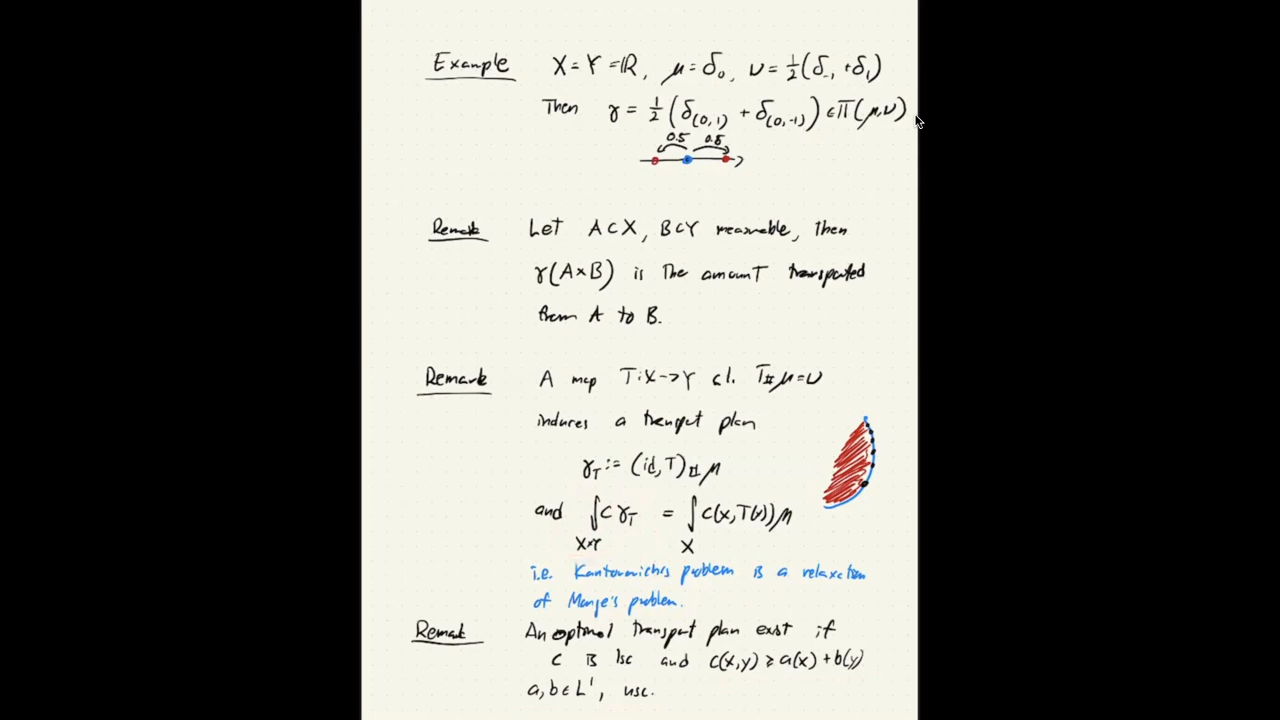 Example X = Y = ℝ, μ = δ₀, ν = ½(δ₋₁ + δ₁)
Then γ = ½(δ₍₀,₁₎ + δ₍₀,₋₁₎) ∈ Π(μ,ν)
0.5 0.5
Remark Let A ⊂ X, B ⊂ Y measurable, then
γ(A×B) is the amount transported
from A to B.
Remark A map T: X -> Y s.t. T#μ = ν
induces a transport plan
γ_T := (id, T)#μ
and ∫ c γ_T = ∫ c(x, T(x)) μ
X×Y X
i.e. Kantorovich's problem is a relaxation
of Monge's problem.
Remark An optimal transport plan exist if
c is lsc and c(x,y) ≥ a(x) + b(y)
a, b ∈ L¹, usc.